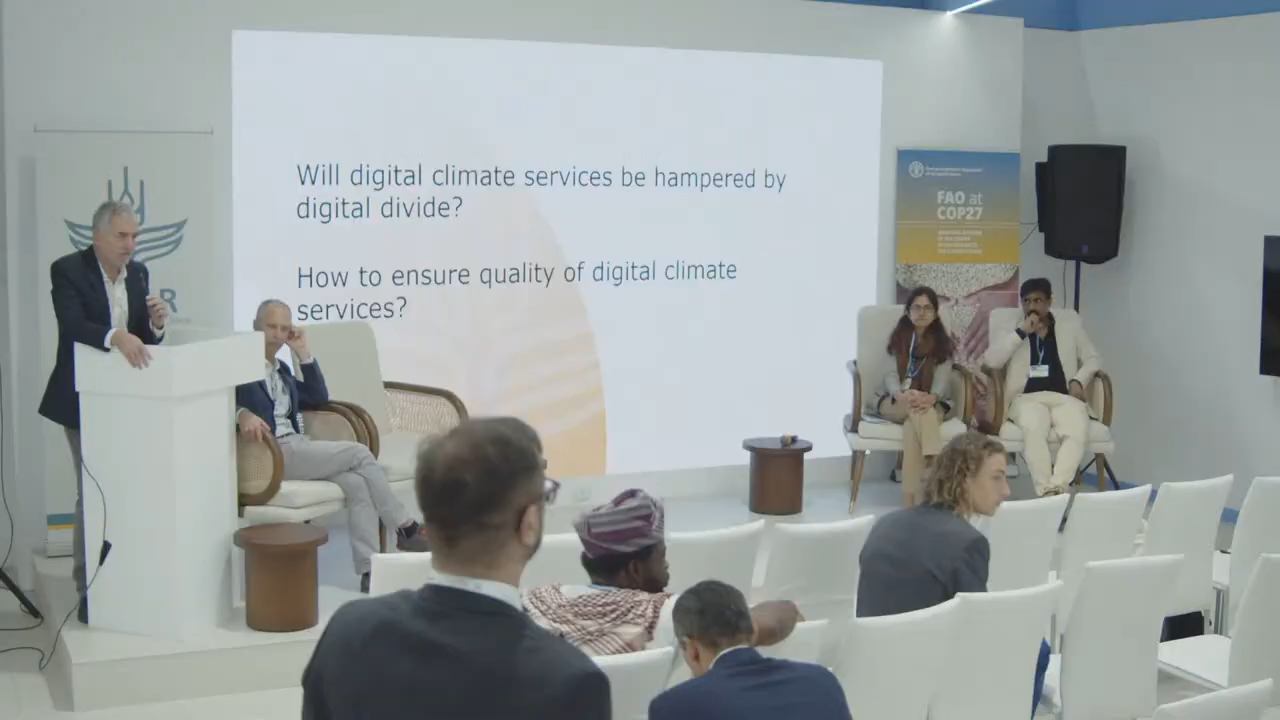 Will digital climate services be hampered by
digital divide?
How to ensure quality of digital climate
services?
R
FAO at
COP27